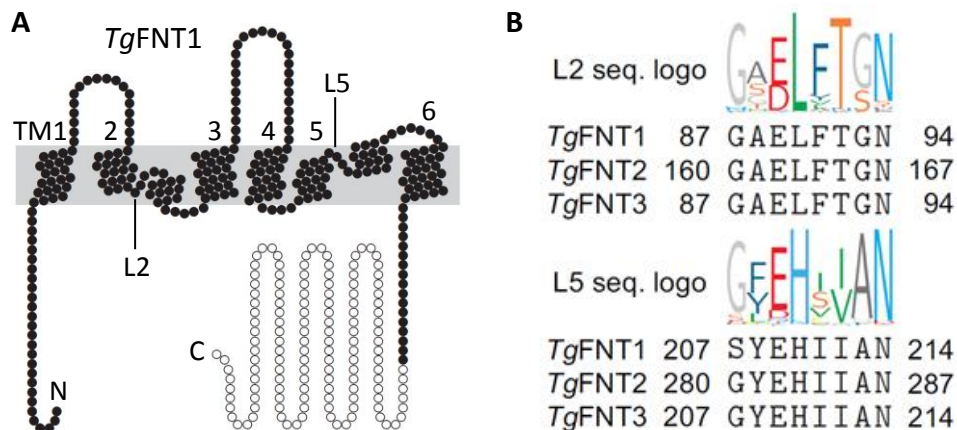 A
TgFNT1
L5
TM1 2 3 4 5 6
L2
C
N
B
L2 seq. logo
TgFNT1 87 GAELFTGN 94
TgFNT2 160 GAELFTGN 167
TgFNT3 87 GAELFTGN 94
L5 seq. logo
TgFNT1 207 SYEHIIAN 214
TgFNT2 280 GYEHIIAN 287
TgFNT3 207 GYEHIIAN 214